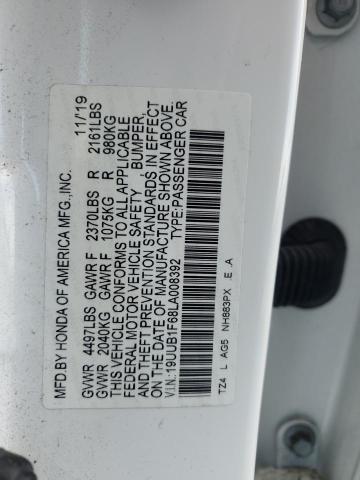 MFD.BY HONDA OF AMERICA MFG.,INC. 11/19
GVWR 4497LBS GAWR F 2370LBS R 2161LBS
GVWR 2040KG GAWR F 1075KG R 980KG
THIS VEHICLE CONFORMS TO ALL APPLICABLE
FEDERAL MOTOR VEHICLE SAFETY , BUMPER,
AND THEFT PREVENTION STANDARDS IN EFFECT
ON THE DATE OF MANUFACTURE SHOWN ABOVE.
V.I.N.:19UUB1F68LA008392 TYPE:PASSENGER CAR
TZ4 L AG5 NH883PX E A